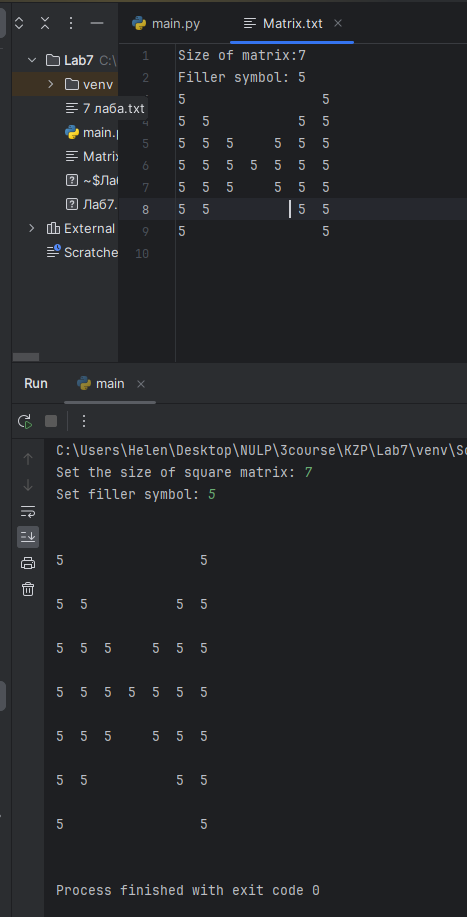 main.py
Matrix.txt
Lab7 C:\
venv
7 лаба.txt
main.p
Matrix
~$Лаб
Лаб7.
External
Scratche
1 Size of matrix:7
2 Filler symbol: 5
5 5
5 5 5 5
5 5 5 5 5 5 5
6 5 5 5 5 5 5 5
7 5 5 5 5 5 5
8 5 5 5 5
9 5 5
10
Run
main
C:\Users\Helen\Desktop\NULP\3course\KZP\Lab7\venv\Sc
Set the size of square matrix: 7
Set filler symbol: 5
5 5
5 5 5 5
5 5 5 5 5 5
5 5 5 5 5 5 5
5 5 5 5 5 5
5 5 5 5
5 5
Process finished with exit code 0